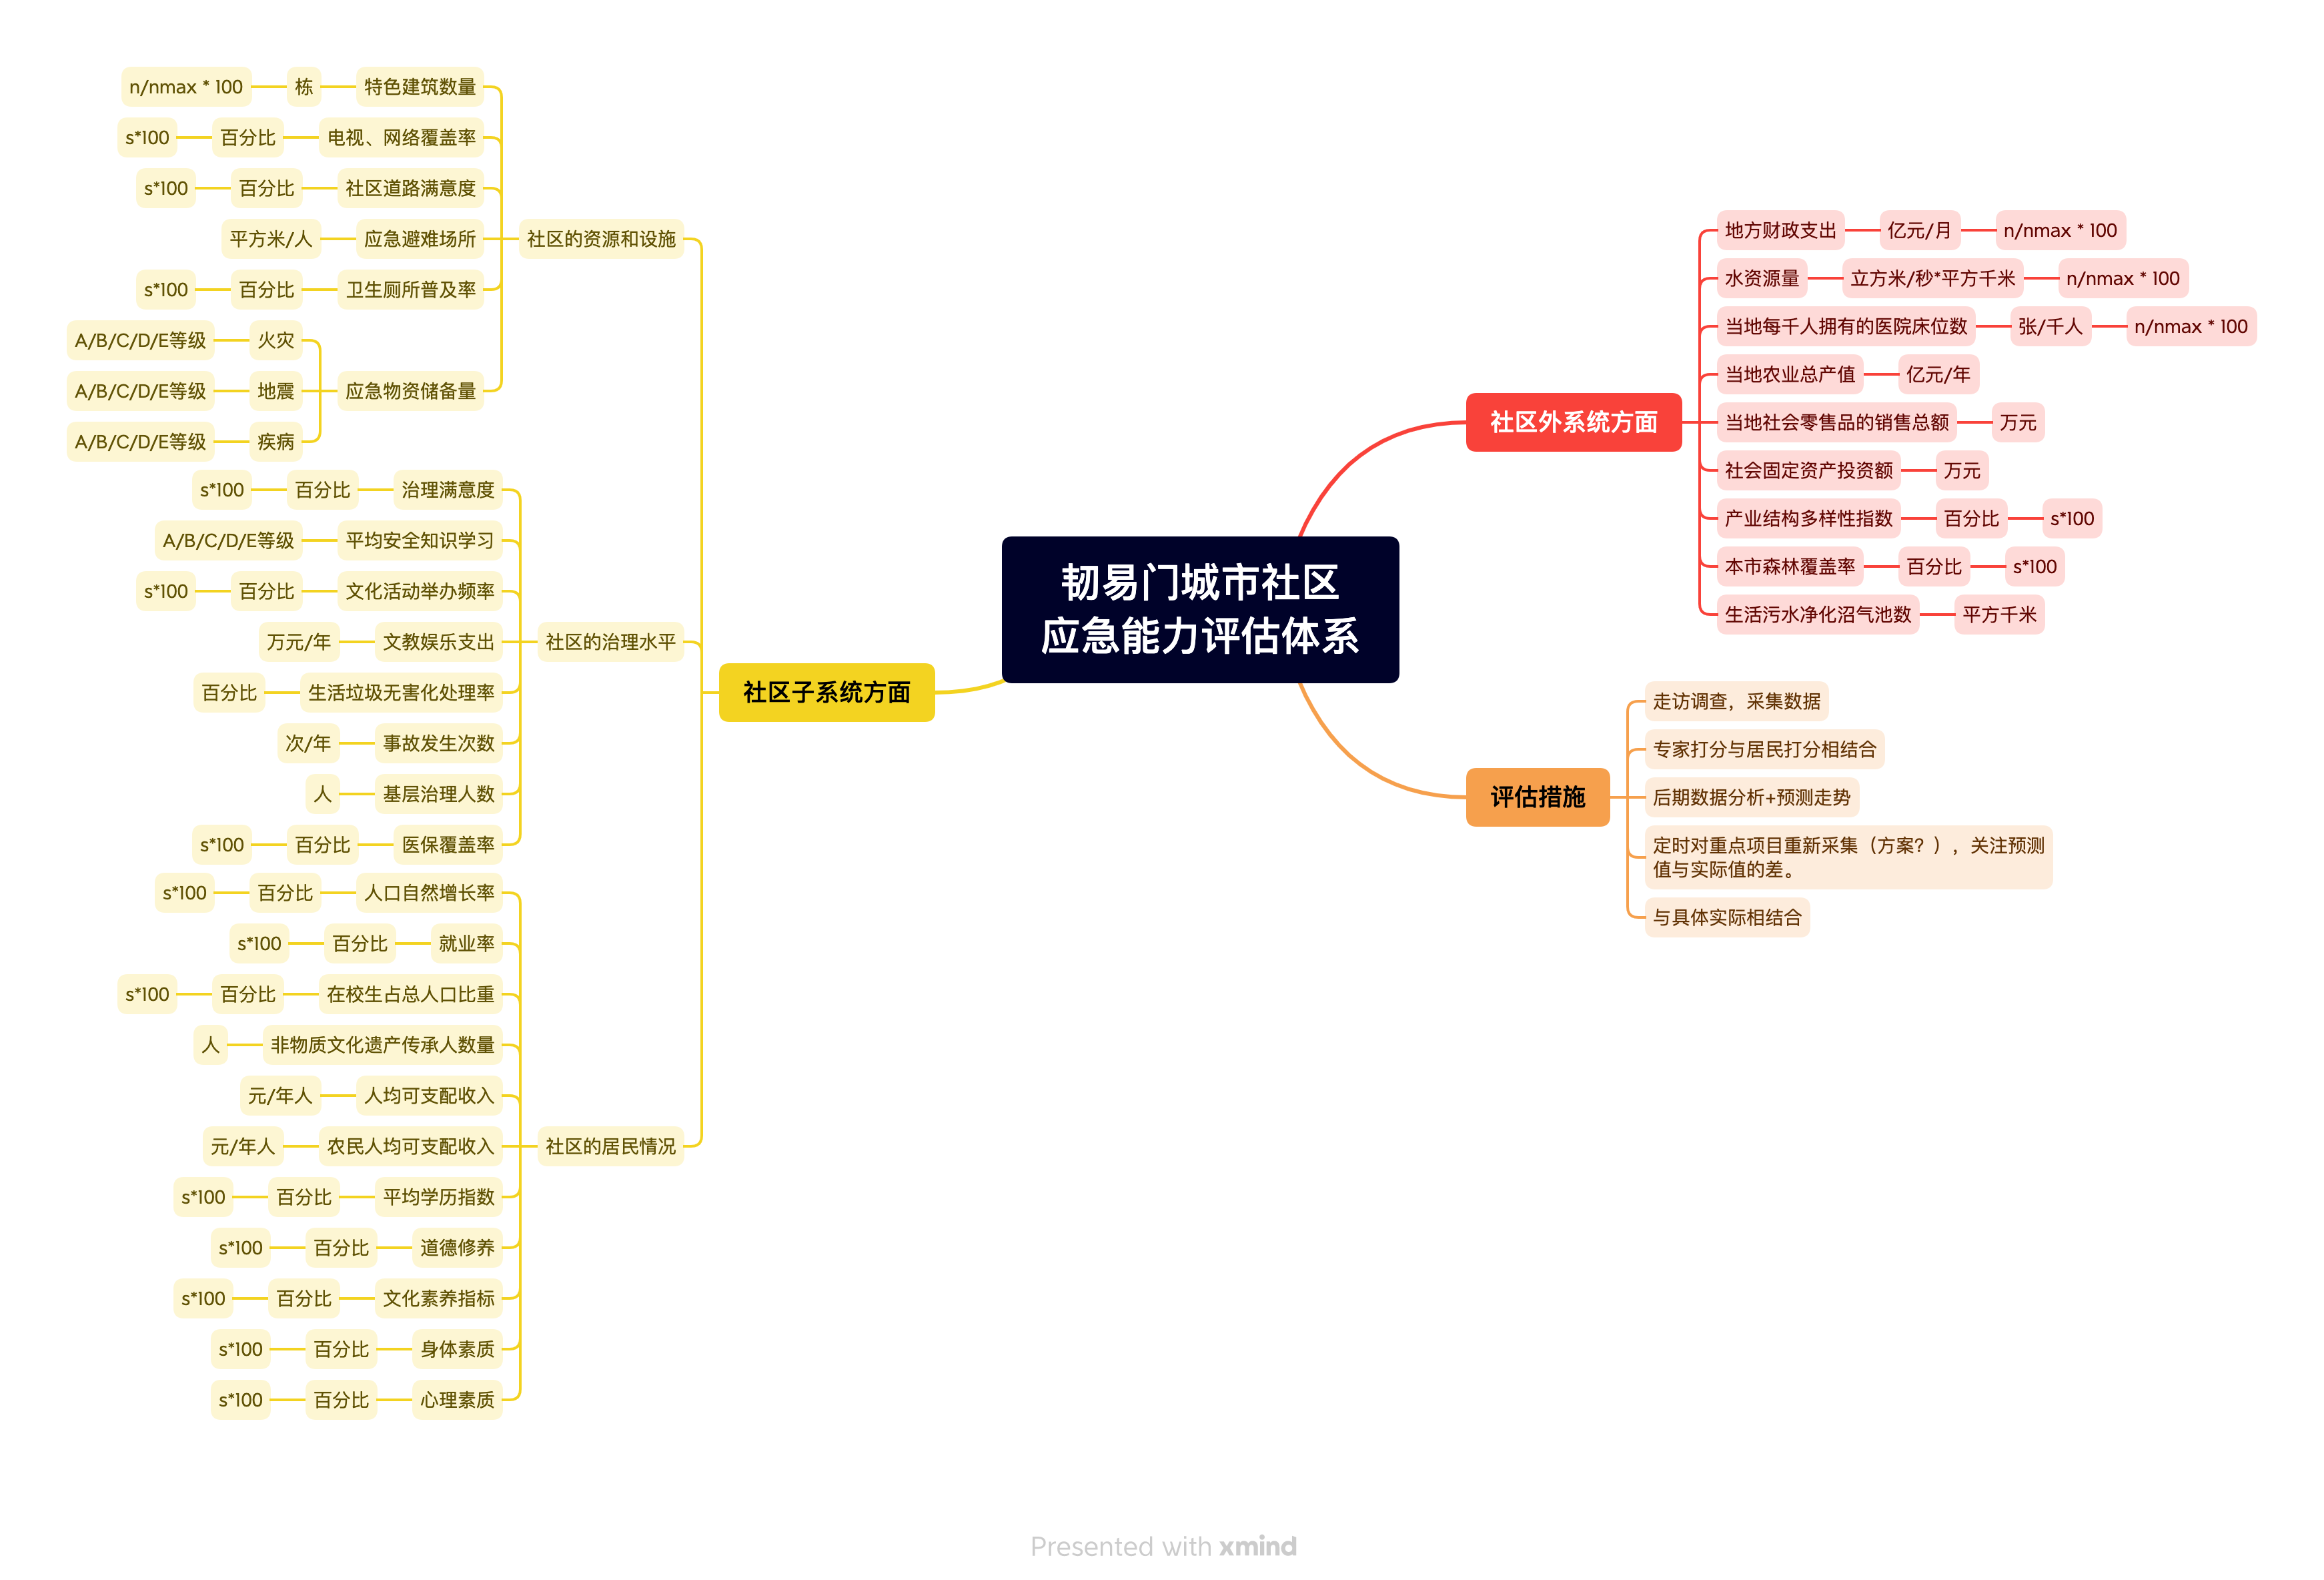 韧易门城市社区
应急能力评估体系
社区外系统方面
地方财政支出 亿元/月 n/nmax * 100
水资源量 立方米/秒*平方千米 n/nmax * 100
当地每千人拥有的医院床位数 张/千人 n/nmax * 100
当地农业总产值 亿元/年
当地社会零售品的销售总额 万元
社会固定资产投资额 万元
产业结构多样性指数 百分比 s*100
本市森林覆盖率 百分比 s*100
生活污水净化沼气池数 平方千米
评估措施
走访调查，采集数据
专家打分与居民打分相结合
后期数据分析+预测走势
定时对重点项目重新采集（方案？），关注预测
值与实际值的差。
与具体实际相结合
社区子系统方面
社区的资源和设施
n/nmax * 100 栋 特色建筑数量
s*100 百分比 电视、网络覆盖率
s*100 百分比 社区道路满意度
平方米/人 应急避难场所
s*100 百分比 卫生厕所普及率
应急物资储备量
A/B/C/D/E等级 火灾
A/B/C/D/E等级 地震
A/B/C/D/E等级 疾病
社区的治理水平
s*100 百分比 治理满意度
A/B/C/D/E等级 平均安全知识学习
s*100 百分比 文化活动举办频率
万元/年 文教娱乐支出
百分比 生活垃圾无害化处理率
次/年 事故发生次数
人 基层治理人数
s*100 百分比 医保覆盖率
社区的居民情况
s*100 百分比 人口自然增长率
s*100 百分比 就业率
s*100 百分比 在校生占总人口比重
人 非物质文化遗产传承人数量
元/年人 人均可支配收入
元/年人 农民人均可支配收入
s*100 百分比 平均学历指数
s*100 百分比 道德修养
s*100 百分比 文化素养指标
s*100 百分比 身体素质
s*100 百分比 心理素质
Presented with xmind